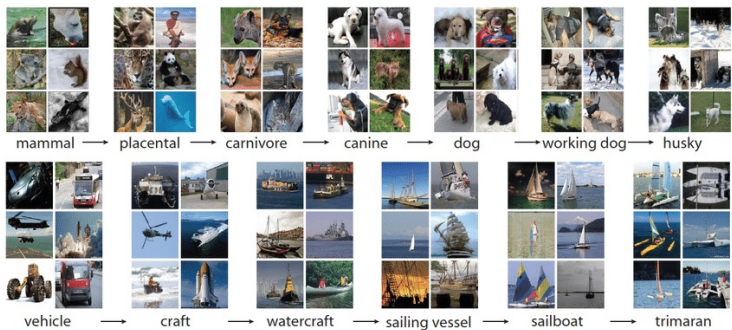 mammal → placental → carnivore → canine → dog → working dog → husky
vehicle → craft → watercraft → sailing vessel → sailboat → trimaran